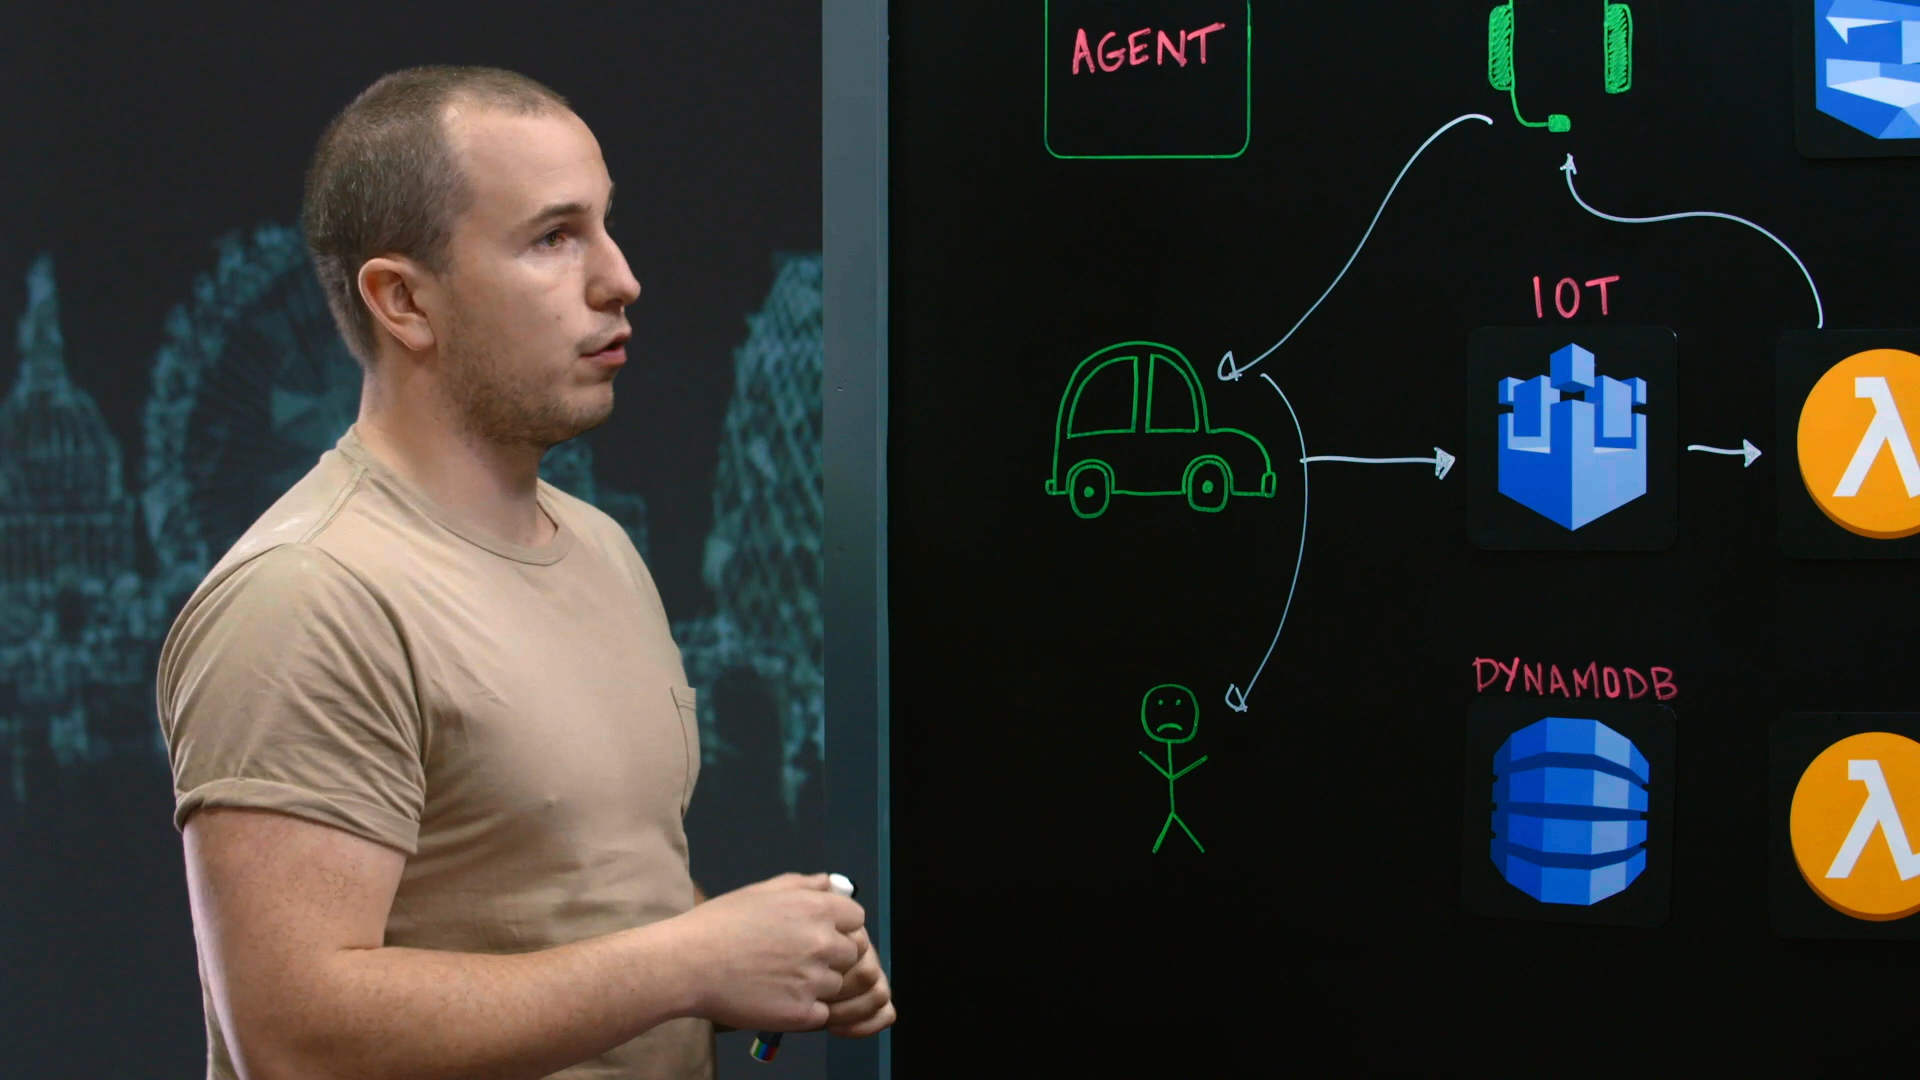 AGENT
IOT
λ
DYNAMODB
λ